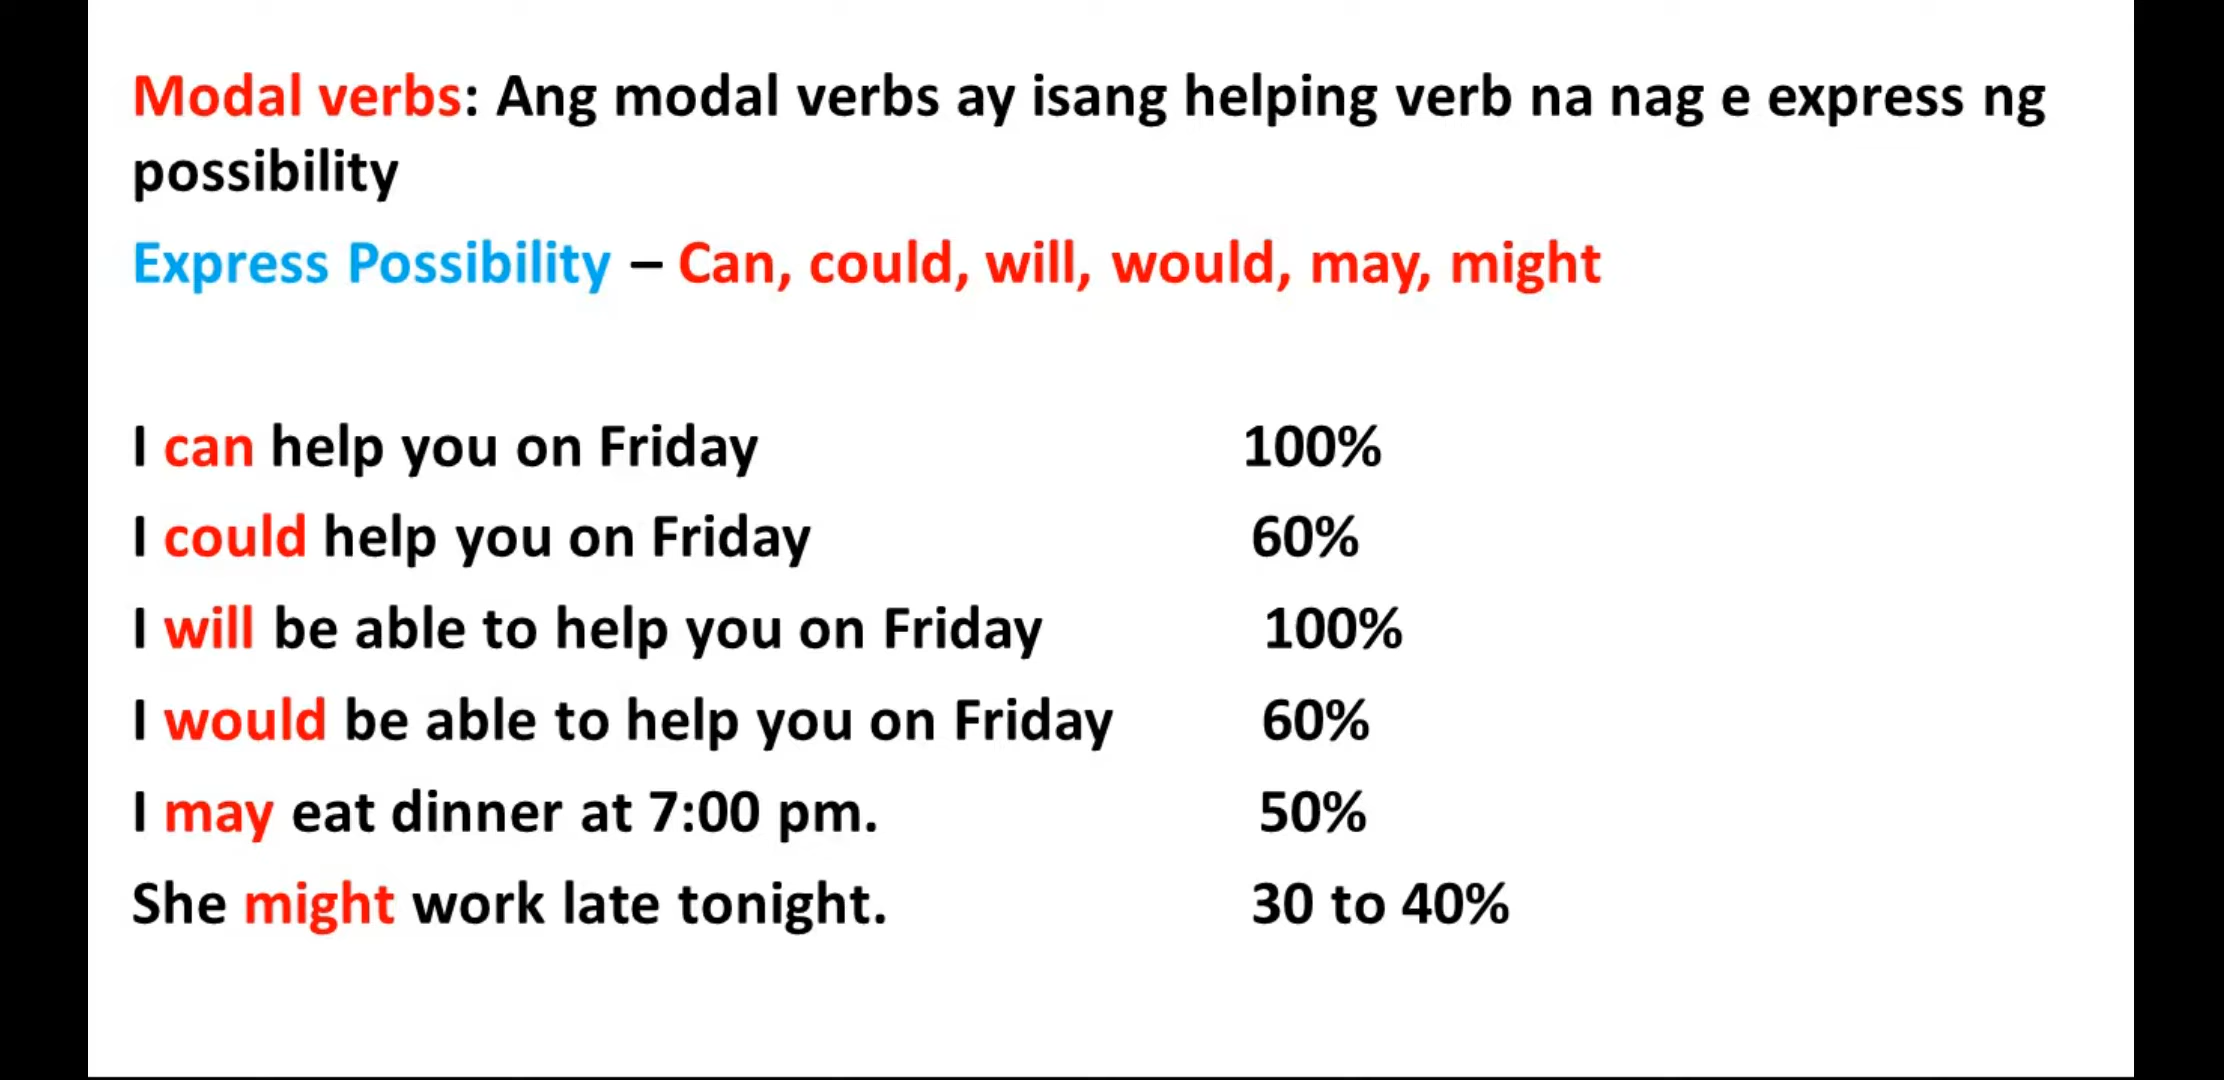 Modal verbs: Ang modal verbs ay isang helping verb na nag e express ng
possibility
Express Possibility – Can, could, will, would, may, might
I can help you on Friday 100%
I could help you on Friday 60%
I will be able to help you on Friday 100%
I would be able to help you on Friday 60%
I may eat dinner at 7:00 pm. 50%
She might work late tonight. 30 to 40%